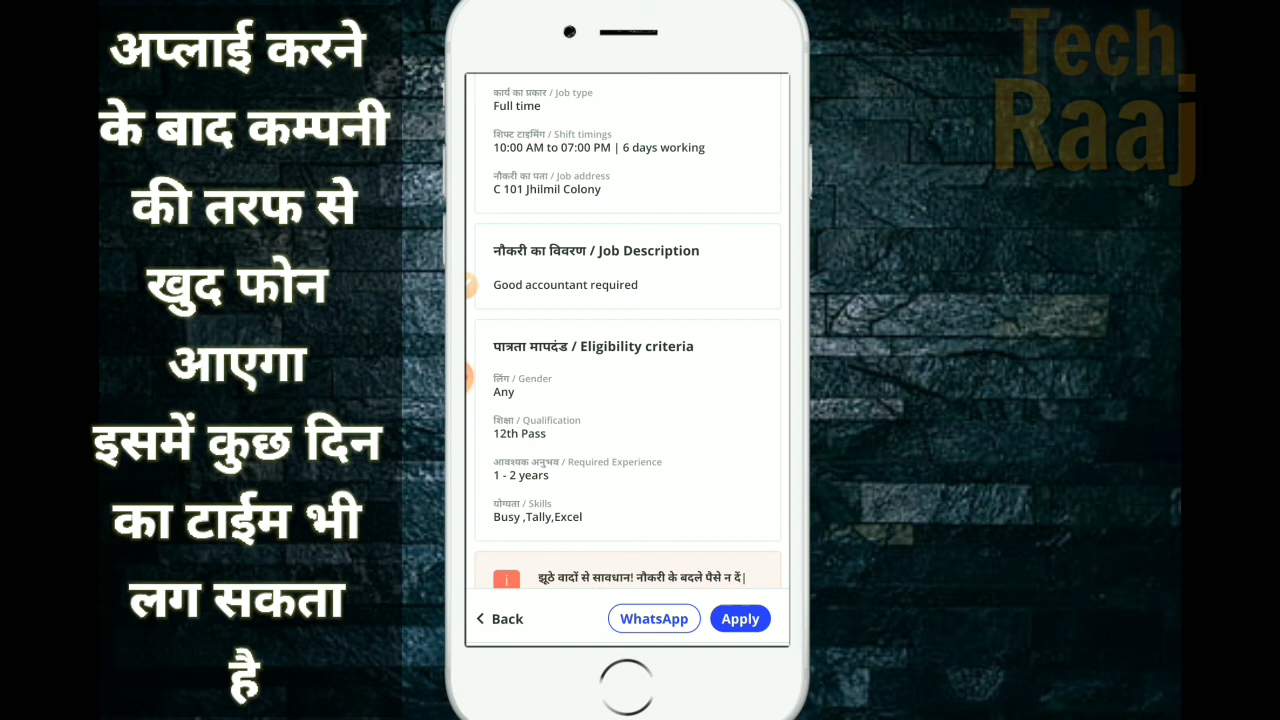 अप्लाई करने
के बाद कम्पनी
की तरफ से
खुद फोन
आएगा
इसमें कुछ दिन
का टाईम भी
लग सकता
है
कार्य का प्रकार / Job type
Full time
शिफ्ट टाइमिंग / Shift timings
10:00 AM to 07:00 PM | 6 days working
नौकरी का पता / Job address
C 101 Jhilmil Colony
नौकरी का विवरण / Job Description
Good accountant required
पात्रता मापदंड / Eligibility criteria
लिंग / Gender
Any
शिक्षा / Qualification
12th Pass
आवश्यक अनुभव / Required Experience
1 - 2 years
योग्यता / Skills
Busy ,Tally,Excel
झूठे वादों से सावधान! नौकरी के बदले पैसे न दें|
Back
WhatsApp
Apply
Tech
Raaj